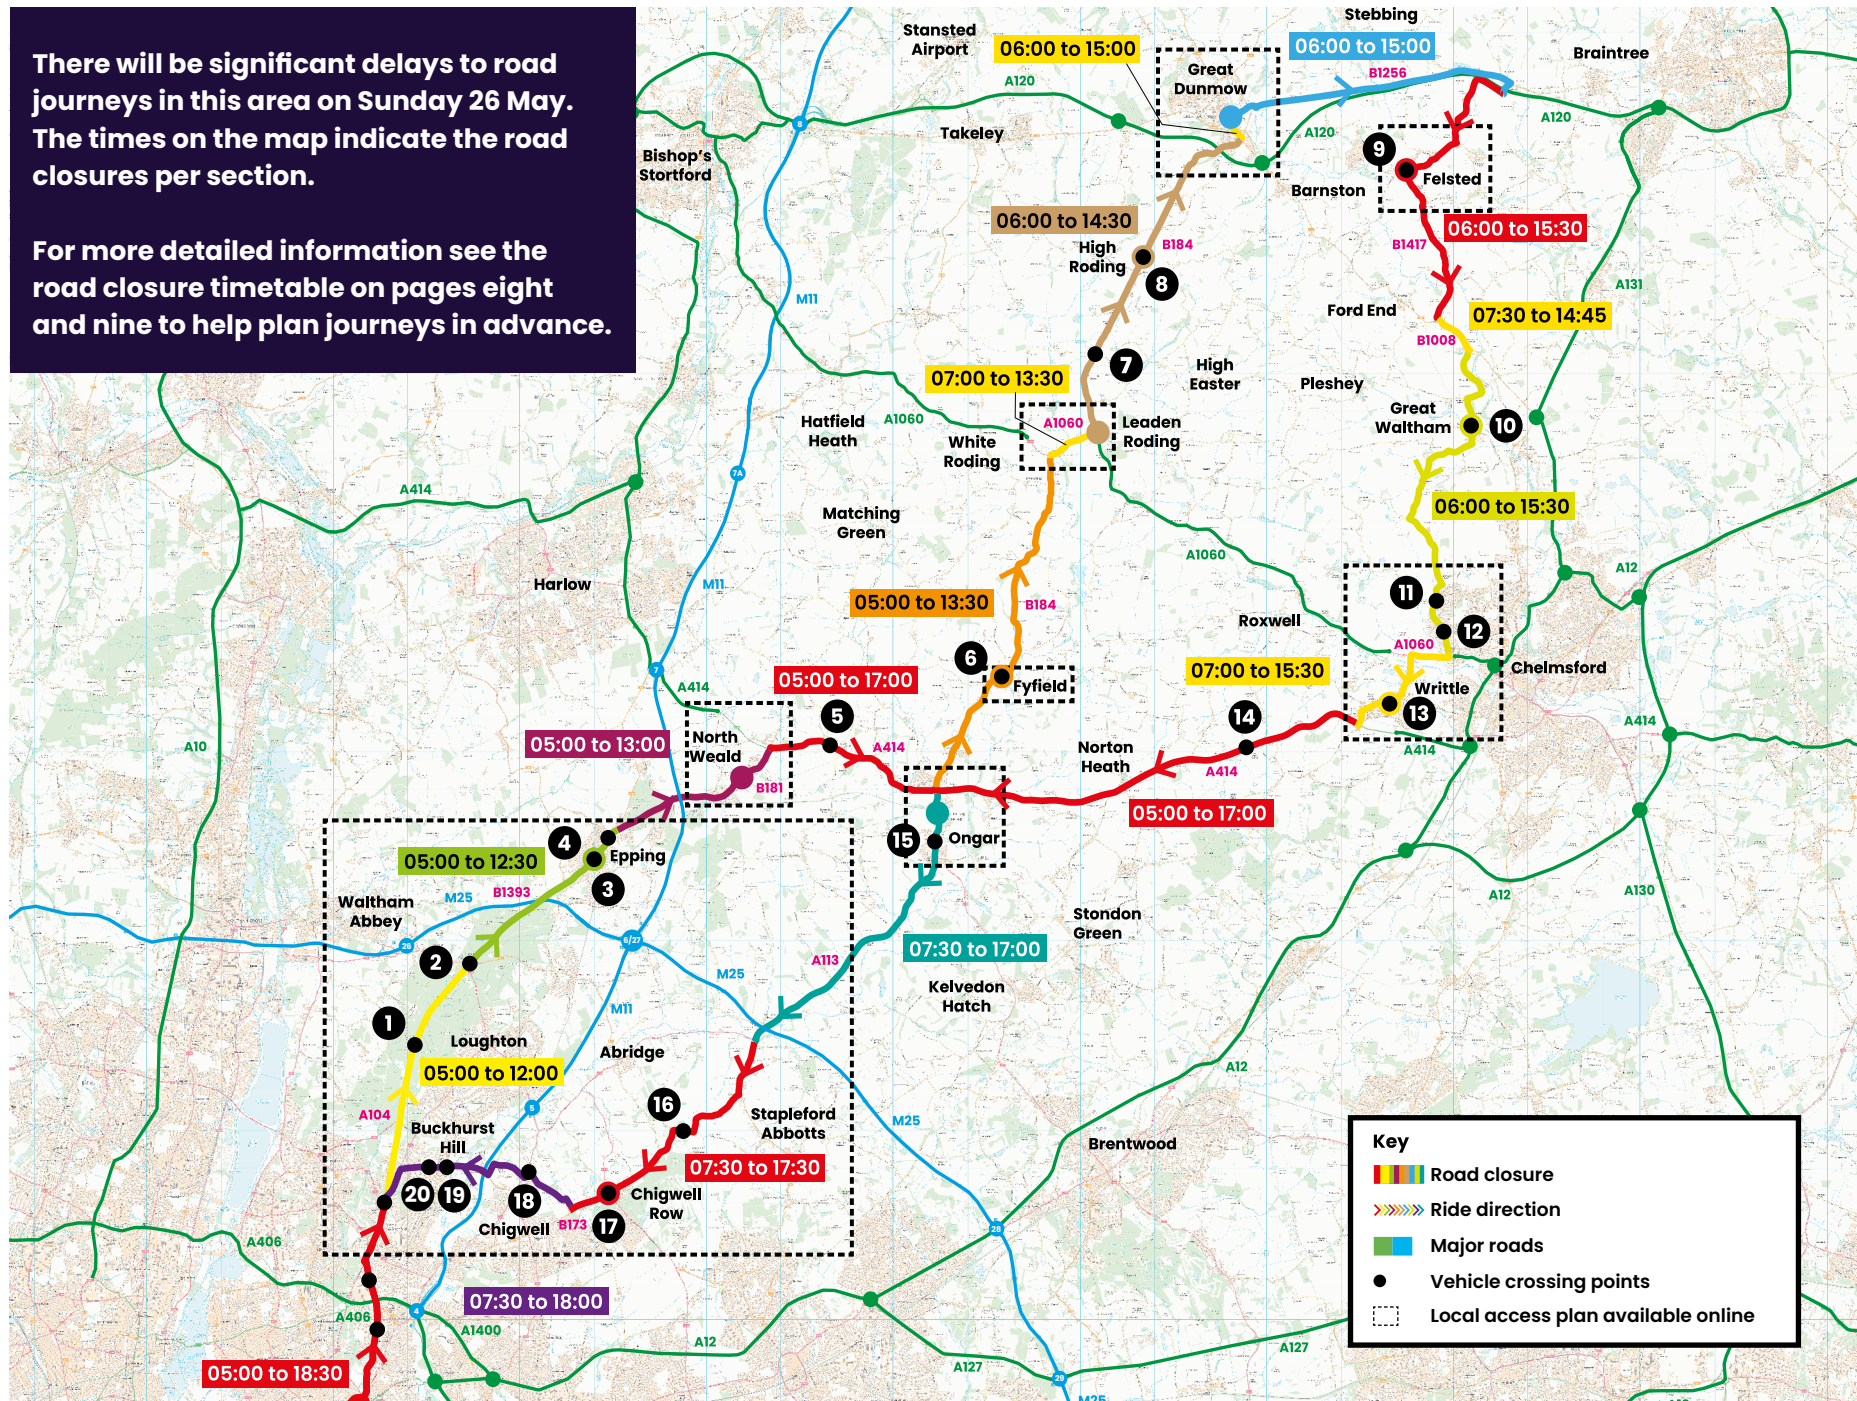 There will be significant delays to road
journeys in this area on Sunday 26 May.
The times on the map indicate the road
closures per section.
For more detailed information see the
road closure timetable on pages eight
and nine to help plan journeys in advance.
Stebbing
Stansted
Airport
06:00 to 15:00
06:00 to 15:00
Braintree
Great
Dunmow
B1256
A120
8
Takeley
A120
A120
Bishop's
Stortford
9
Felsted
Barnston
06:00 to 14:30
B184
B1417
06:00 to 15:30
High
Roding
8
A131
M11
Ford End
07:30 to 14:45
B1008
7
High
Easter
07:00 to 13:30
Pleshey
Great
Waltham
10
A1060
A1060
Hatfield
Heath
White
Roding
Leaden
Roding
7A
A414
06:00 to 15:30
Matching
Green
A1060
A12
Harlow
M11
11
05:00 to 13:30
B184
Roxwell
12
A1060
6
Fyfield
7
A414
05:00 to 17:00
07:00 to 15:30
Chelmsford
Writtle
13
5
14
A414
North
Weald
05:00 to 13:00
A10
A414
Norton
Heath
A414
A414
B181
05:00 to 17:00
4
Epping
15
Ongar
05:00 to 12:30
3
B1393
M25
Waltham
Abbey
A12
A130
Stondon
Green
26
6/27
07:30 to 17:00
2
A113
M25
Kelvedon
Hatch
M11
1
Loughton
Abridge
05:00 to 12:00
A12
5
16
A104
Stapleford
Abbotts
M25
Buckhurst
Hill
Brentwood
07:30 to 17:30
20
19
18
Chigwell
Row
Chigwell
B173
17
28
A406
07:30 to 18:00
4
A406
A1400
A12
A127
A127
05:00 to 18:30
29
M25
Key
Road closure
Ride direction
Major roads
Vehicle crossing points
Local access plan available online